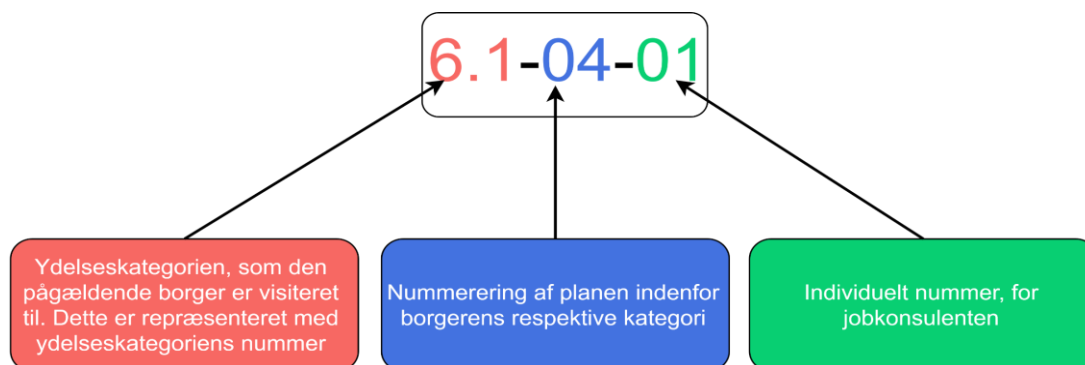 6.1-04-01
Ydelseskategorien, som den
pågældende borger er visiteret
til. Dette er repræsenteret med
ydelseskategoriens nummer
Nummerering af planen indenfor
borgerens respektive kategori
Individuelt nummer, for
jobkonsulenten